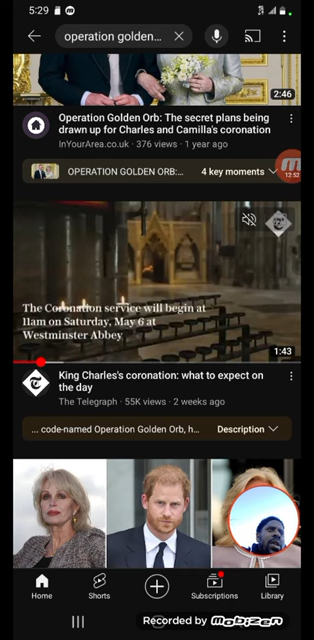 5:29
operation golden...
2:46
Operation Golden Orb: The secret plans being
drawn up for Charles and Camilla's coronation
InYourArea.co.uk · 376 views · 1 year ago
OPERATION GOLDEN ORB:...
4 key moments
12:52
The Coronation service will begin at
11am on Saturday, May 6 at
Westminster Abbey
1:43
King Charles's coronation: what to expect on
the day
The Telegraph · 55K views · 2 weeks ago
... code-named Operation Golden Orb, h...
Description
Home
Shorts
Subscriptions
Library
Recorded by Mobizen